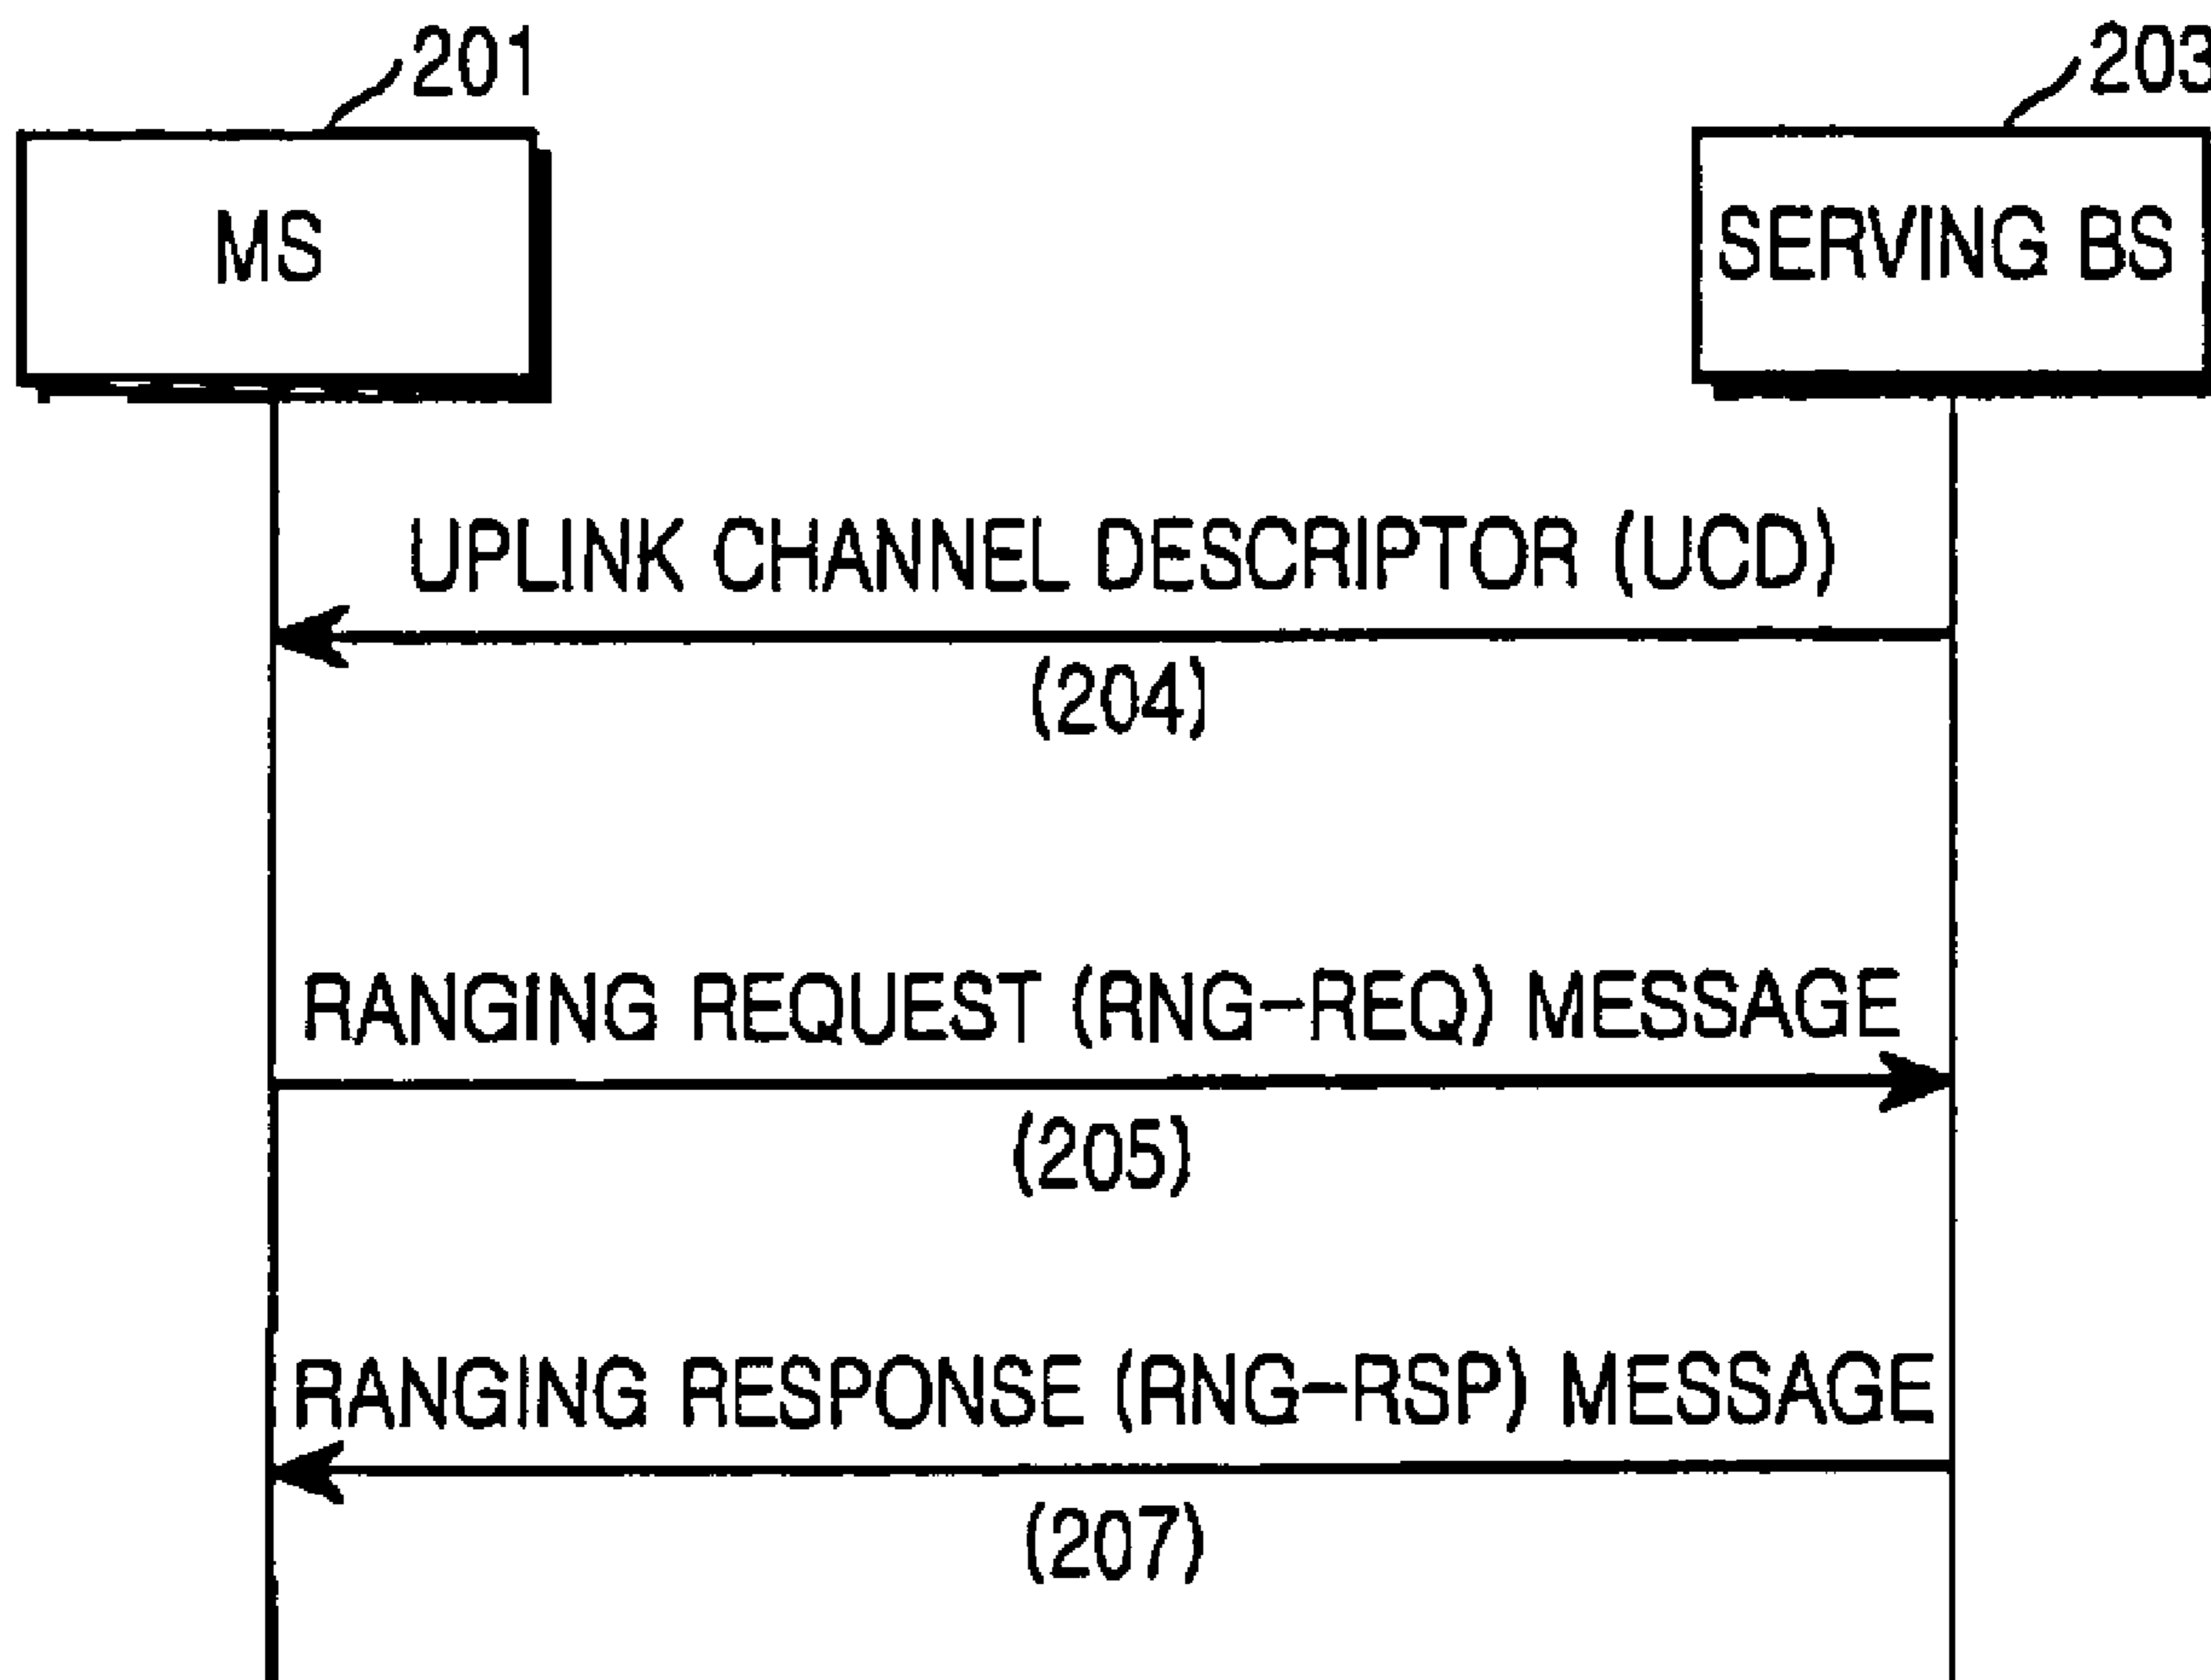 201
203
MS
SERVING BS
UPLINK CHANNEL DESCRIPTOR (UCD)
(204)
RANGING REQUEST (RNG-REQ) MESSAGE
(205)
RANGING RESPONSE (RNG-RSP) MESSAGE
(207)